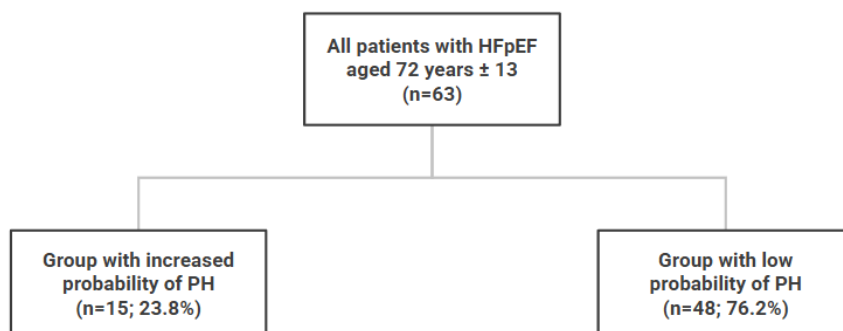 All patients with HFpEF
aged 72 years ± 13
(n=63)
Group with increased
probability of PH
(n=15; 23.8%)
Group with low
probability of PH
(n=48; 76.2%)